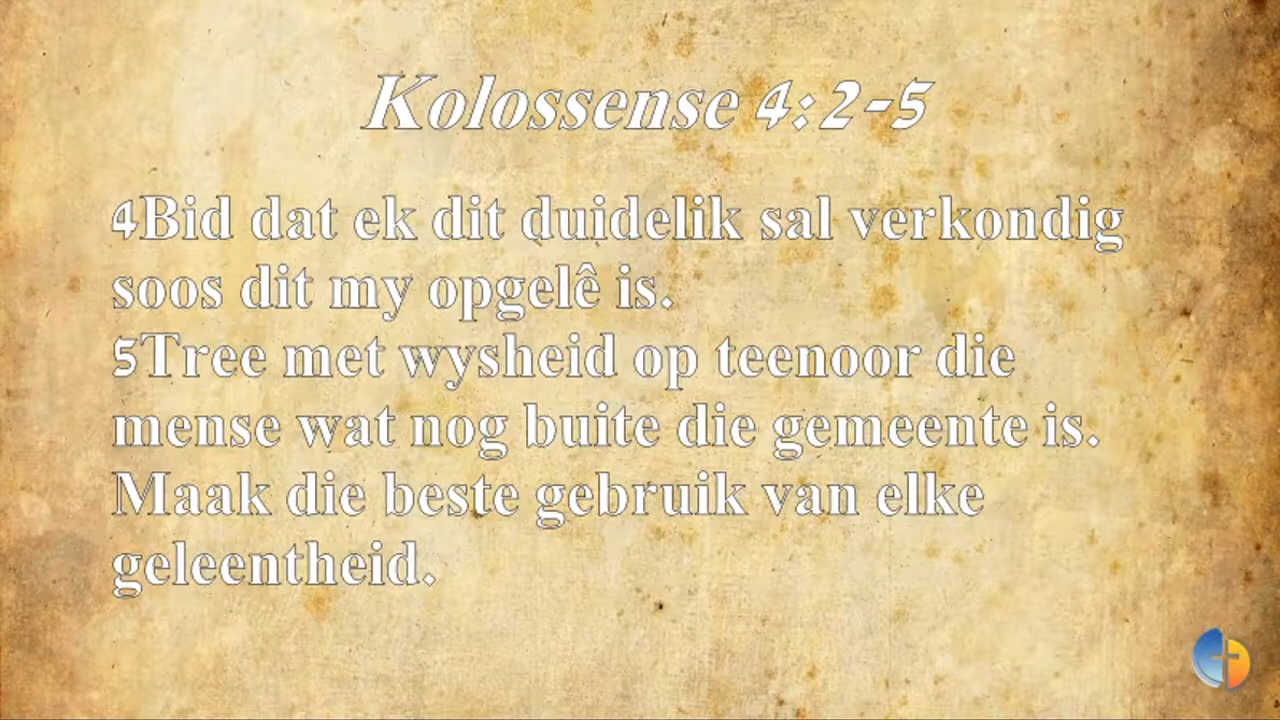 Kolossense 4:2-5
4Bid dat ek dit duidelik sal verkondig
soos dit my opgelê is.
5Tree met wysheid op teenoor die
mense wat nog buite die gemeente is.
Maak die beste gebruik van elke
geleentheid.